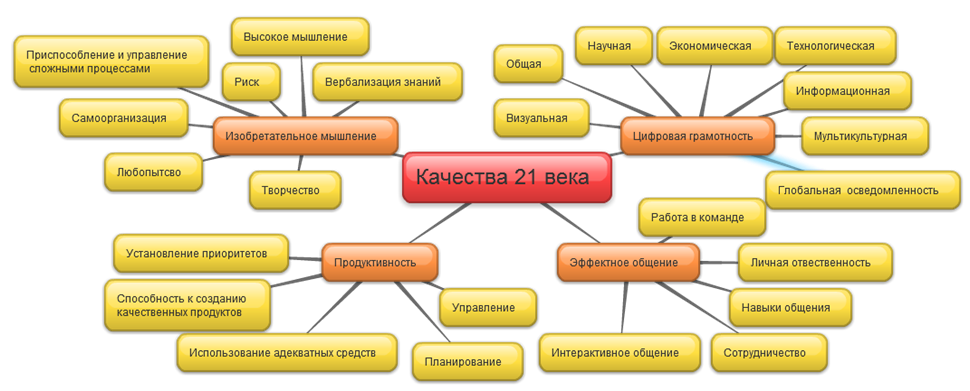 Качества 21 века
Изобретательное мышление
Приспособление и управление
сложными процессами
Высокое мышление
Риск
Вербализация знаний
Самоорганизация
Любопытсво
Творчество
Цифровая грамотность
Общая
Научная
Экономическая
Технологическая
Информационная
Визуальная
Мультикультурная
Глобальная осведомленность
Продуктивность
Установление приоритетов
Способность к созданию
качественных продуктов
Использование адекватных средств
Планирование
Управление
Эффектное общение
Работа в команде
Личная отвественность
Навыки общения
Сотрудничество
Интерактивное общение